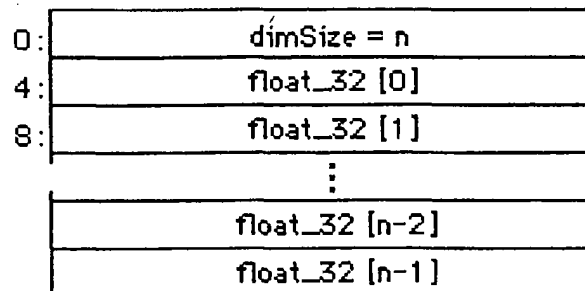 0: dimSize = n
4: float_32 [0]
8: float_32 [1]
⋮
float_32 [n-2]
float_32 [n-1]